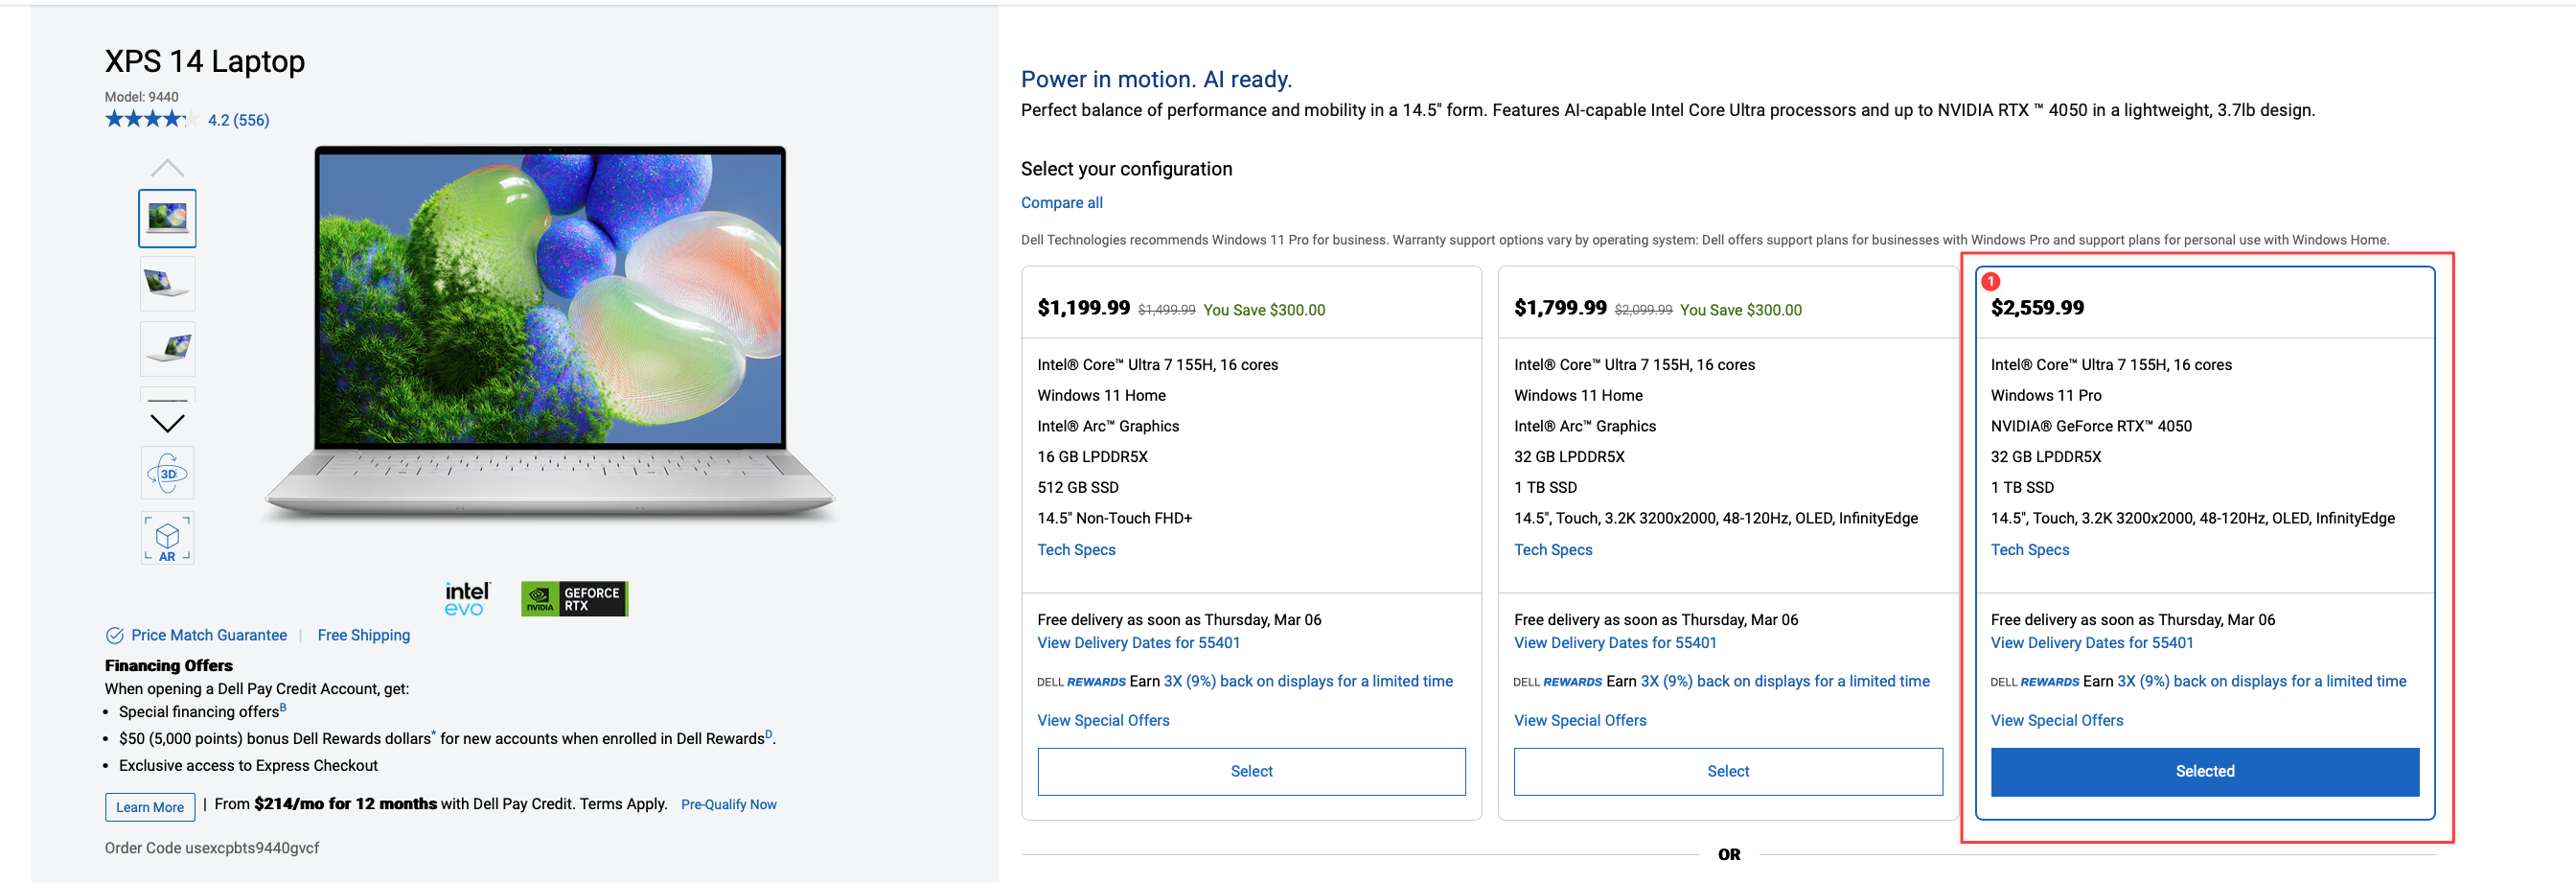 XPS 14 Laptop
Model: 9440
4.2 (556)
3D
AR
intel
evo
NVIDIA
GEFORCE
RTX
Price Match Guarantee | Free Shipping
Financing Offers
When opening a Dell Pay Credit Account, get:
• Special financing offersB
• $50 (5,000 points) bonus Dell Rewards dollars* for new accounts when enrolled in Dell RewardsD.
• Exclusive access to Express Checkout
Learn More | From $214/mo for 12 months with Dell Pay Credit. Terms Apply. Pre-Qualify Now
Order Code usexcpbts9440gvcf
Power in motion. AI ready.
Perfect balance of performance and mobility in a 14.5" form. Features AI-capable Intel Core Ultra processors and up to NVIDIA RTX ™ 4050 in a lightweight, 3.7lb design.
Select your configuration
Compare all
Dell Technologies recommends Windows 11 Pro for business. Warranty support options vary by operating system: Dell offers support plans for businesses with Windows Pro and support plans for personal use with Windows Home.
$1,199.99 $1,499.99 You Save $300.00
Intel® Core™ Ultra 7 155H, 16 cores
Windows 11 Home
Intel® Arc™ Graphics
16 GB LPDDR5X
512 GB SSD
14.5" Non-Touch FHD+
Tech Specs
Free delivery as soon as Thursday, Mar 06
View Delivery Dates for 55401
DELL REWARDS Earn 3X (9%) back on displays for a limited time
View Special Offers
Select
$1,799.99 $2,099.99 You Save $300.00
Intel® Core™ Ultra 7 155H, 16 cores
Windows 11 Home
Intel® Arc™ Graphics
32 GB LPDDR5X
1 TB SSD
14.5", Touch, 3.2K 3200x2000, 48-120Hz, OLED, InfinityEdge
Tech Specs
Free delivery as soon as Thursday, Mar 06
View Delivery Dates for 55401
DELL REWARDS Earn 3X (9%) back on displays for a limited time
View Special Offers
Select
1
$2,559.99
Intel® Core™ Ultra 7 155H, 16 cores
Windows 11 Pro
NVIDIA® GeForce RTX™ 4050
32 GB LPDDR5X
1 TB SSD
14.5", Touch, 3.2K 3200x2000, 48-120Hz, OLED, InfinityEdge
Tech Specs
Free delivery as soon as Thursday, Mar 06
View Delivery Dates for 55401
DELL REWARDS Earn 3X (9%) back on displays for a limited time
View Special Offers
Selected
OR